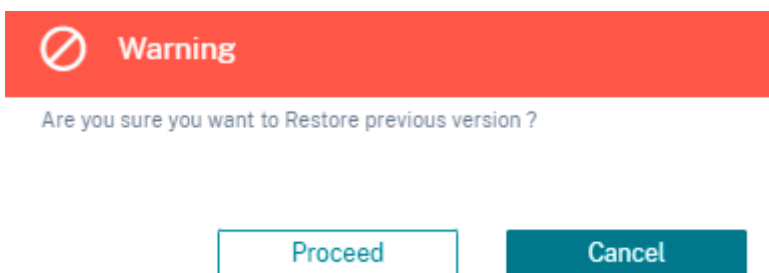 Warning
Are you sure you want to Restore previous version ?
Proceed
Cancel